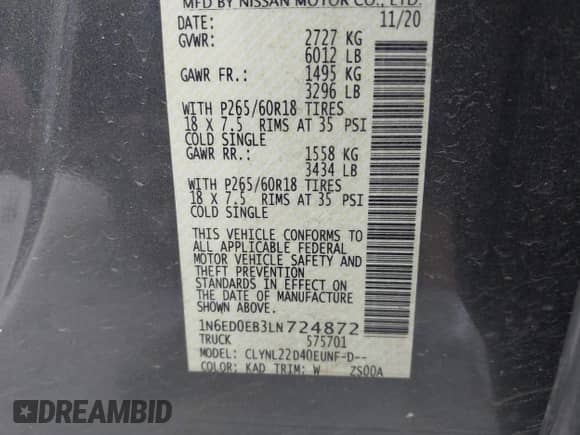 MFD BY NISSAN MOTOR CO., LTD.
DATE: 11/20
GVWR: 2727 KG
6012 LB
GAWR FR.: 1495 KG
3296 LB
WITH P265/60R18 TIRES
18 X 7.5 RIMS AT 35 PSI
COLD SINGLE
GAWR RR.: 1558 KG
3434 LB
WITH P265/60R18 TIRES
18 X 7.5 RIMS AT 35 PSI
COLD SINGLE
THIS VEHICLE CONFORMS TO
ALL APPLICABLE FEDERAL
MOTOR VEHICLE SAFETY AND
THEFT PREVENTION
STANDARDS IN EFFECT ON
THE DATE OF MANUFACTURE
SHOWN ABOVE.
1N6ED0EB3LN724872
TRUCK 575701
MODEL: CLYNL22D40EUNF-D--
COLOR: KAD TRIM: W ZS00A
DREAMBID